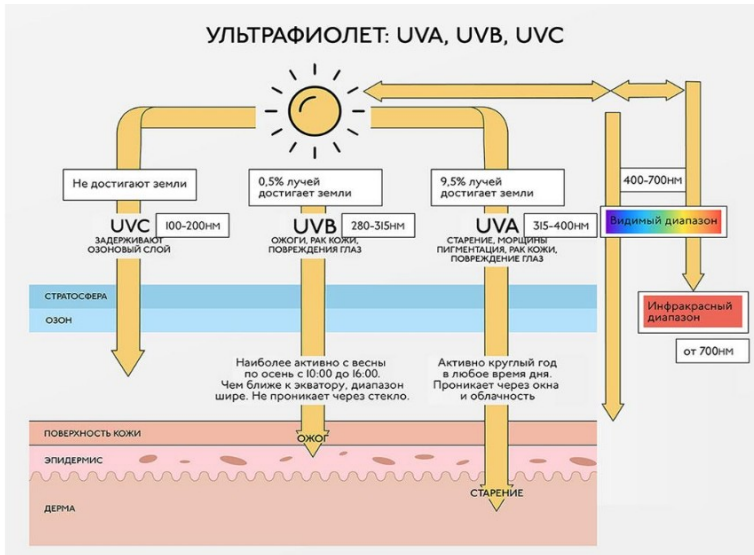 УЛЬТРАФИОЛЕТ: UVA, UVB, UVC
Не достигают земли
UVC
100-200нм
ЗАДЕРЖИВАЮТ
ОЗОНОВЫЙ СЛОЙ
0,5% лучей
достигает земли
UVB
280-315нм
ОЖОГИ, РАК КОЖИ,
ПОВРЕЖДЕНИЯ ГЛАЗ
9,5% лучей
достигает земли
UVA
315-400нм
СТАРЕНИЕ, МОРЩИНЫ
ПИГМЕНТАЦИЯ, РАК КОЖИ,
ПОВРЕЖДЕНИЕ ГЛАЗ
400-700нм
Видимый диапазон
Инфракрасный
диапазон
от 700нм
СТРАТОСФЕРА
ОЗОН
Наиболее активно с весны
по осень с 10:00 до 16:00.
Чем ближе к экватору, диапазон
шире. Не проникает через стекло.
Активно круглый год
в любое время дня.
Проникает через окна
и облачность
ПОВЕРХНОСТЬ КОЖИ
ОЖОГ
ЭПИДЕРМИС
СТАРЕНИЕ
ДЕРМА